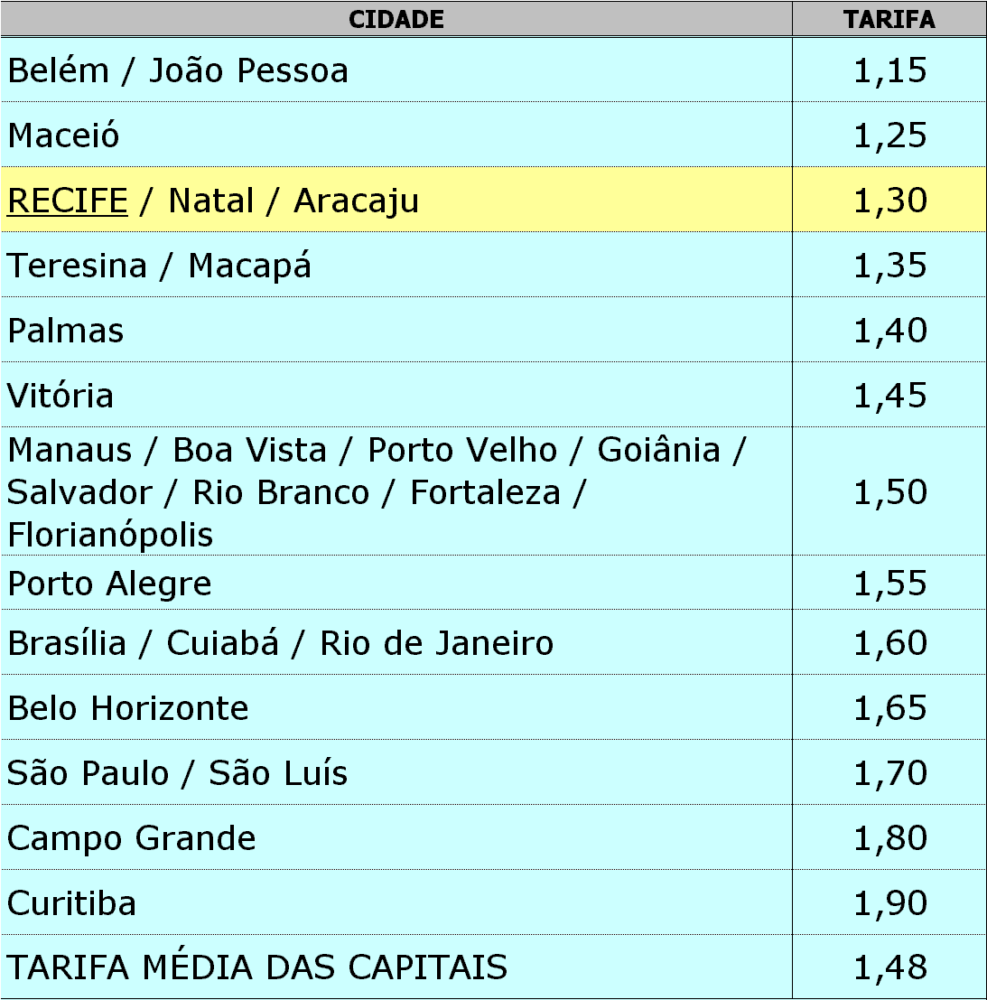 CIDADE TARIFA
Belém / João Pessoa 1,15
Maceió 1,25
RECIFE / Natal / Aracaju 1,30
Teresina / Macapá 1,35
Palmas 1,40
Vitória 1,45
Manaus / Boa Vista / Porto Velho / Goiânia /
Salvador / Rio Branco / Fortaleza / 1,50
Florianópolis
Porto Alegre 1,55
Brasília / Cuiabá / Rio de Janeiro 1,60
Belo Horizonte 1,65
São Paulo / São Luís 1,70
Campo Grande 1,80
Curitiba 1,90
TARIFA MÉDIA DAS CAPITAIS 1,48